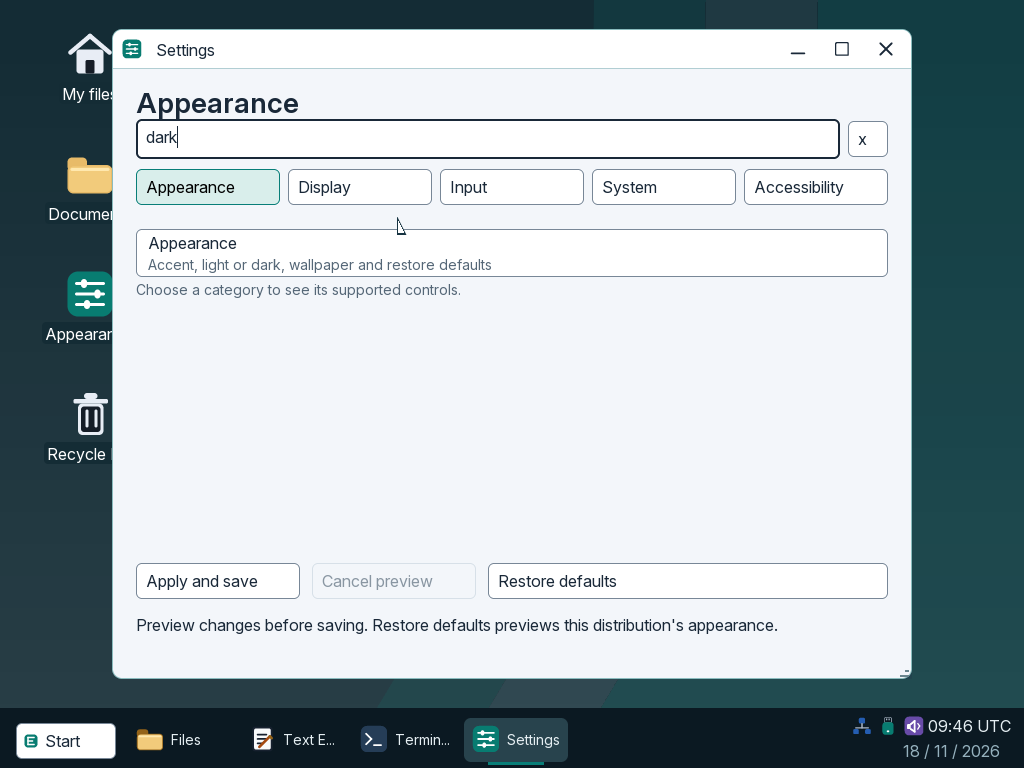 Settings
My files
Appearance
dark
x
Appearance
Display
Input
System
Accessibility
Appearance
Accent, light or dark, wallpaper and restore defaults
Choose a category to see its supported controls.
Recycle
Apply and save
Cancel preview
Restore defaults
Preview changes before saving. Restore defaults previews this distribution's appearance.
Start
Files
Text E...
Termin...
Settings
09:46 UTC
18 / 11 / 2026